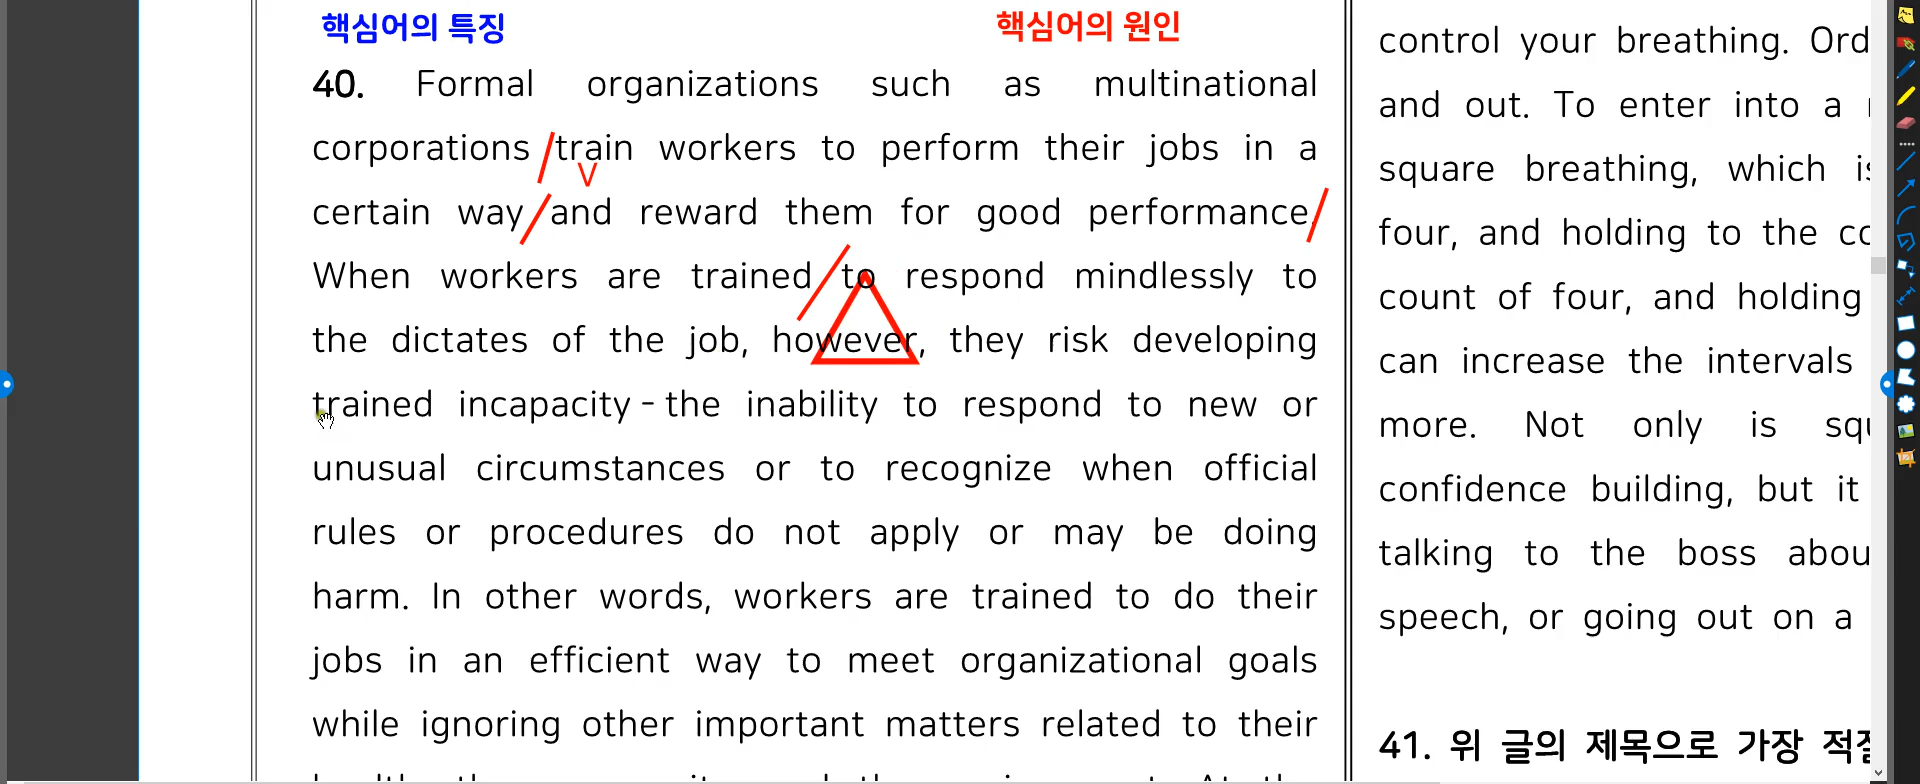 핵심어의 특징
핵심어의 원인
40. Formal organizations such as multinational
corporations train workers to perform their jobs in a
certain way and reward them for good performance.
When workers are trained to respond mindlessly to
the dictates of the job, however, they risk developing
trained incapacity - the inability to respond to new or
unusual circumstances or to recognize when official
rules or procedures do not apply or may be doing
harm. In other words, workers are trained to do their
jobs in an efficient way to meet organizational goals
while ignoring other important matters related to their
control your breathing. Ord
and out. To enter into a
square breathing, which is
four, and holding to the co
count of four, and holding
can increase the intervals
more. Not only is squ
confidence building, but it
talking to the boss abou
speech, or going out on a
41. 위 글의 제목으로 가장